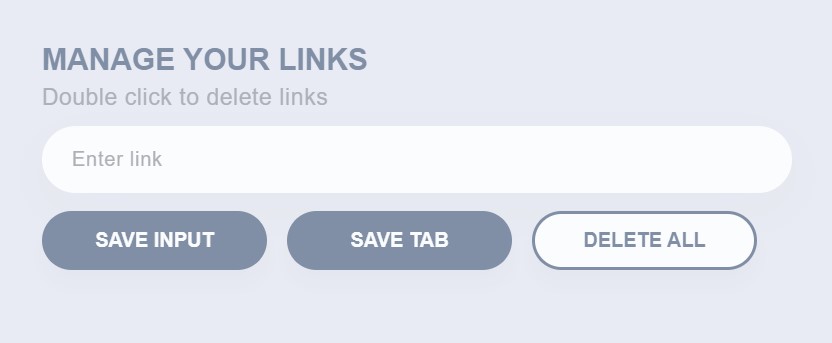 MANAGE YOUR LINKS
Double click to delete links
Enter link
SAVE INPUT SAVE TAB DELETE ALL